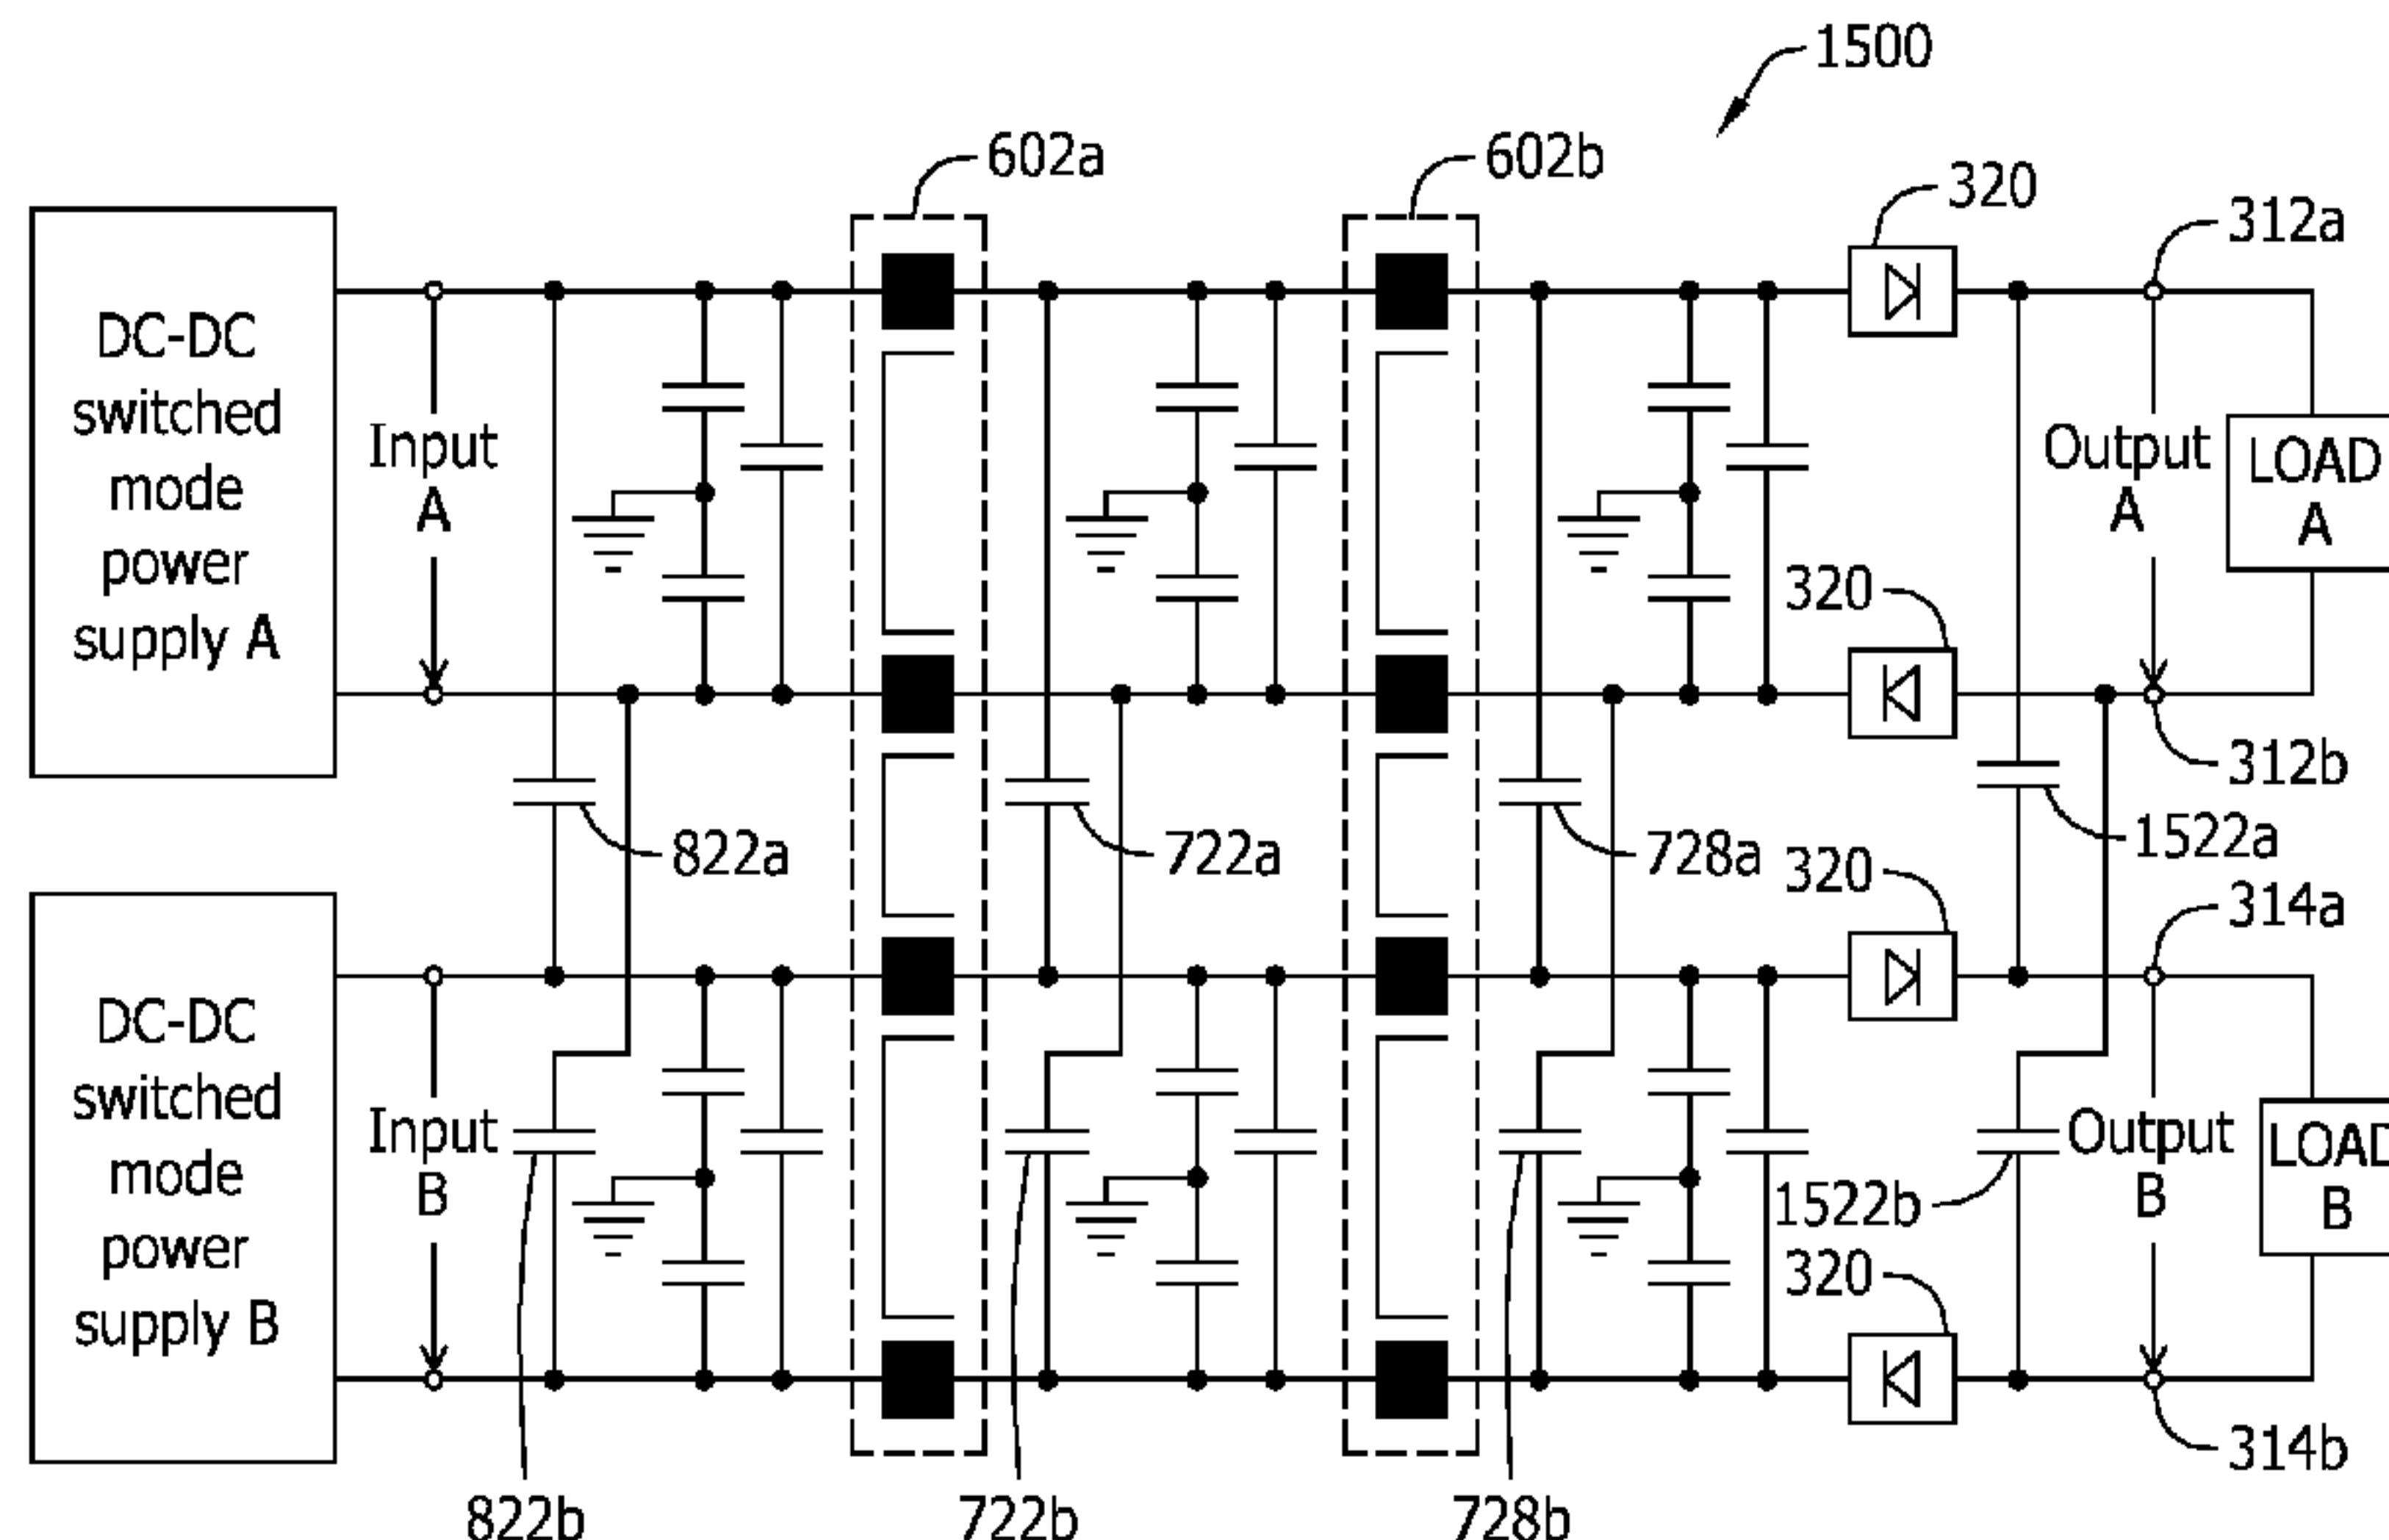 1500
602a
602b
320
312a
DC-DC
switched
mode
power
supply A
Input
A
Output
A
LOAD
A
320
312b
822a
722a
728a
320
1522a
314a
DC-DC
switched
mode
power
supply B
Input
B
Output
B
LOAD
B
1522b
320
314b
822b
722b
728b